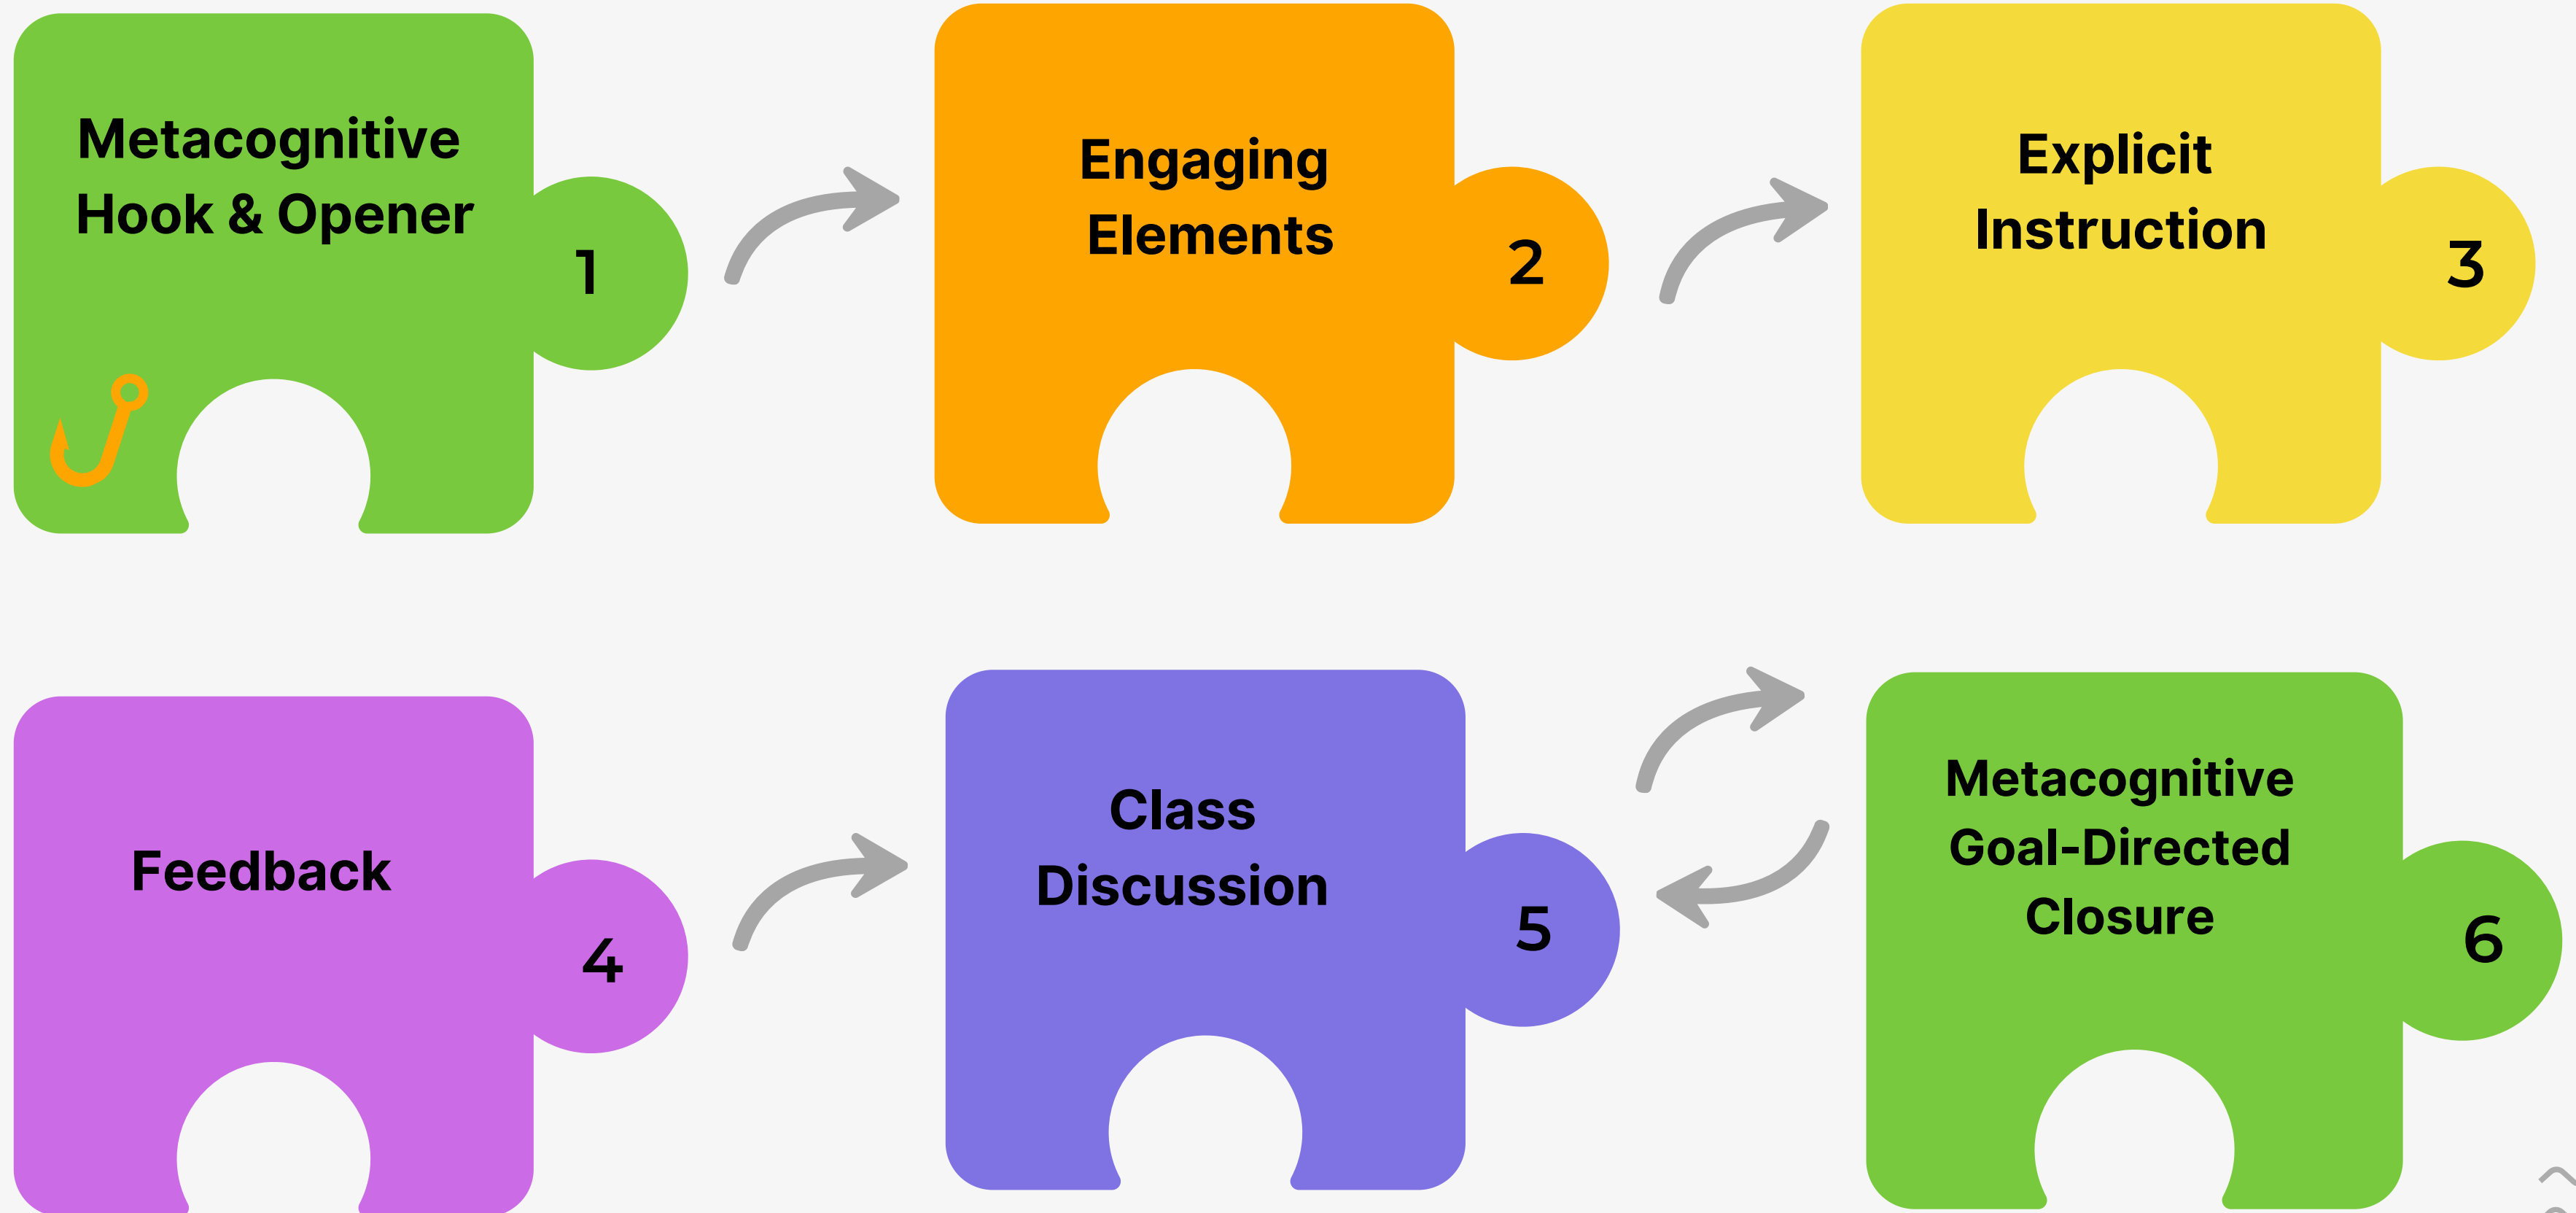 Metacognitive
Hook & Opener
1
Engaging
Elements
2
Explicit
Instruction
3
Feedback
4
Class
Discussion
5
Metacognitive
Goal-Directed
Closure
6